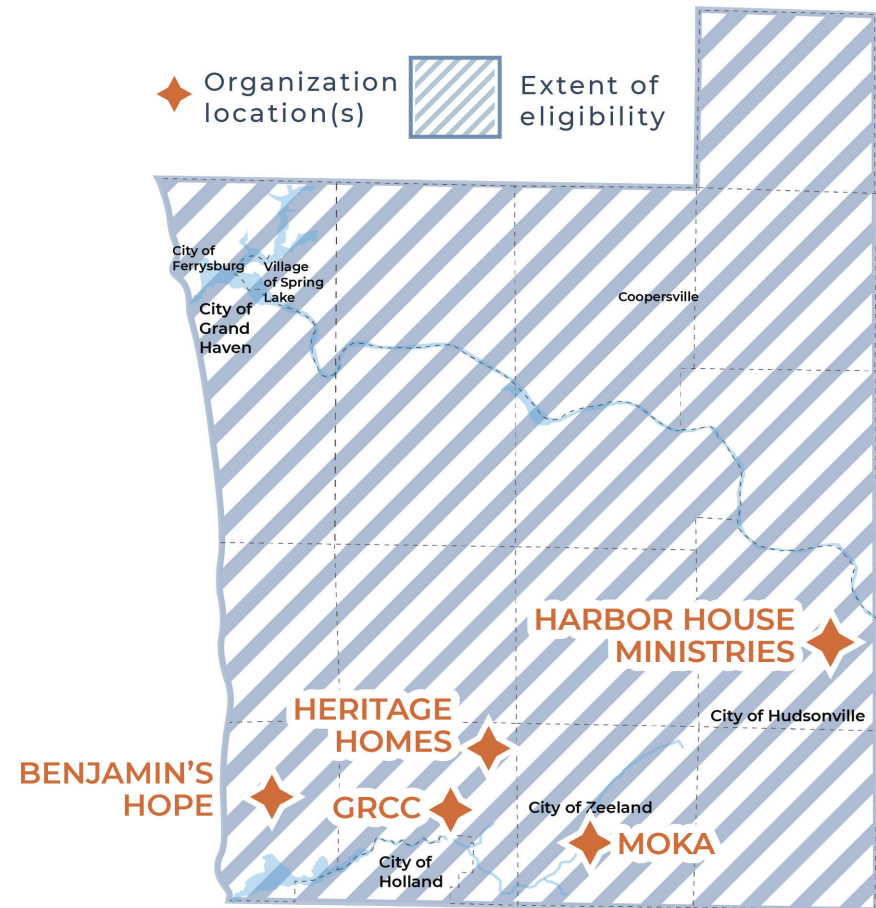 Organization
location(s)
Extent of
eligibility
City of
Ferrysburg
Village
of Spring
Lake
City of
Grand
Haven
Coopersville
HARBOR HOUSE
MINISTRIES
HERITAGE
HOMES
City of Hudsonville
BENJAMIN'S
HOPE
GRCC
City of Zeeland
MOKA
City of
Holland